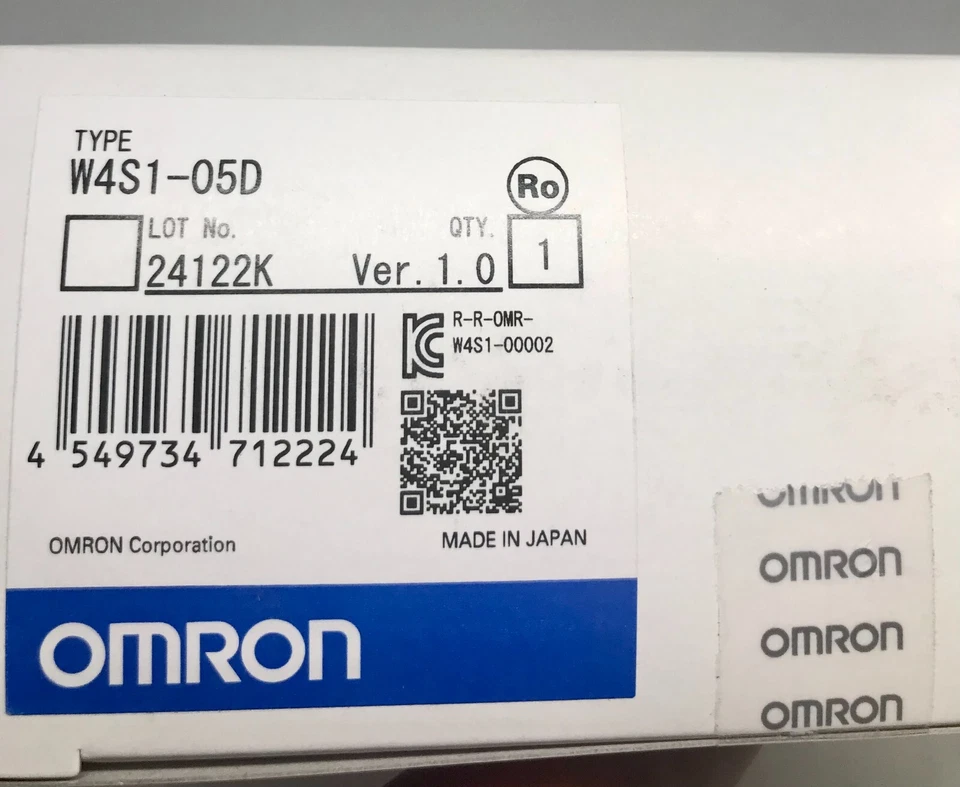 TYPE
W4S1-05D
Ro
LOT No.
QTY.
24122K
Ver. 1.0
1
R-R-OMR-
W4S1-00002
4 549734 712224
OMRON Corporation
MADE IN JAPAN
OMRON
OMRON
OMRON
OMRON
OMRON